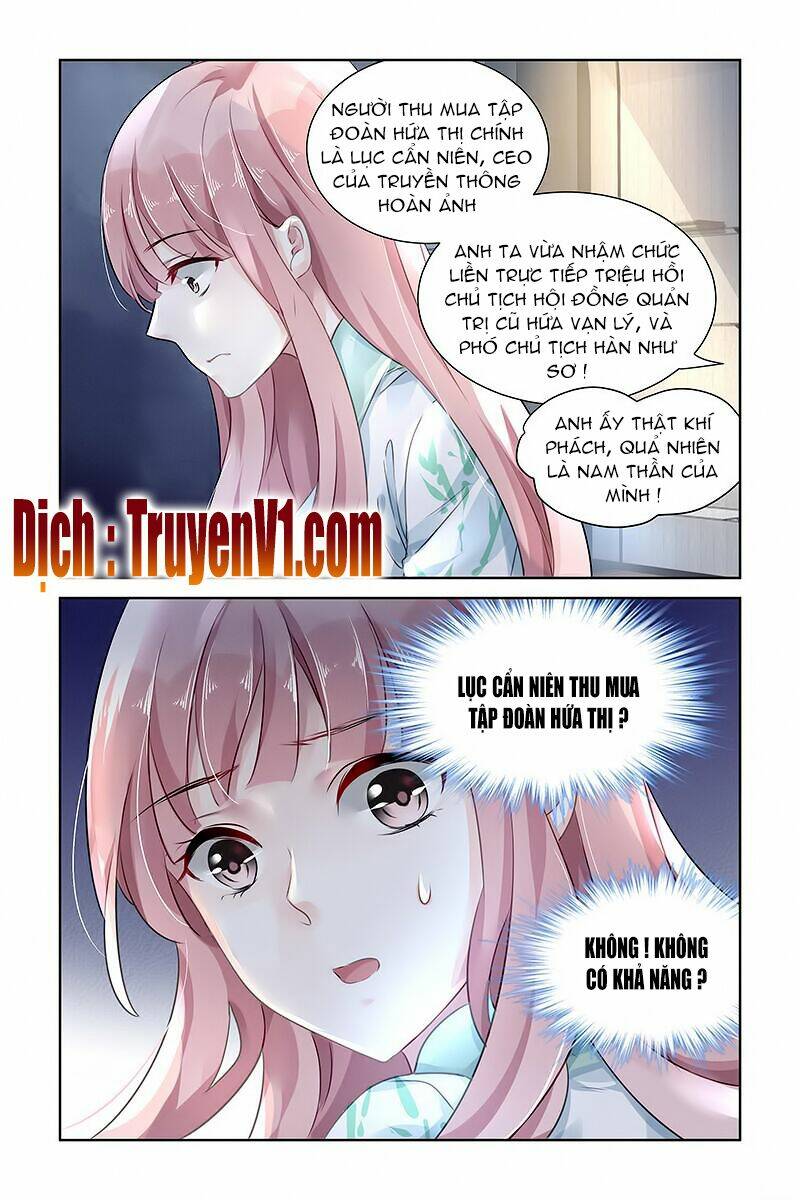 NGƯỜI THU MUA TẬP
ĐOÀN HỨA THỊ CHÍNH
LÀ LỤC CẨN NIÊN, CEO
CỦA TRUYỀN THÔNG
HOÀN ẢNH
ANH TA VỪA NHẬM CHỨC
LIỀN TRỰC TIẾP TRIỆU HỒI
CHỦ TỊCH HỘI ĐỒNG QUẢN
TRỊ CŨ HỨA VẠN LÝ, VÀ
PHÓ CHỦ TỊCH HÀN NHƯ
SƠ !
ANH ẤY THẬT KHÍ
PHÁCH, QUẢ NHIÊN
LÀ NAM THẦN CỦA
MÌNH !
Dịch : TruyenV1.com
LỤC CẨN NIÊN THU MUA
TẬP ĐOÀN HỨA THỊ ?
KHÔNG ! KHÔNG
CÓ KHẢ NĂNG ?